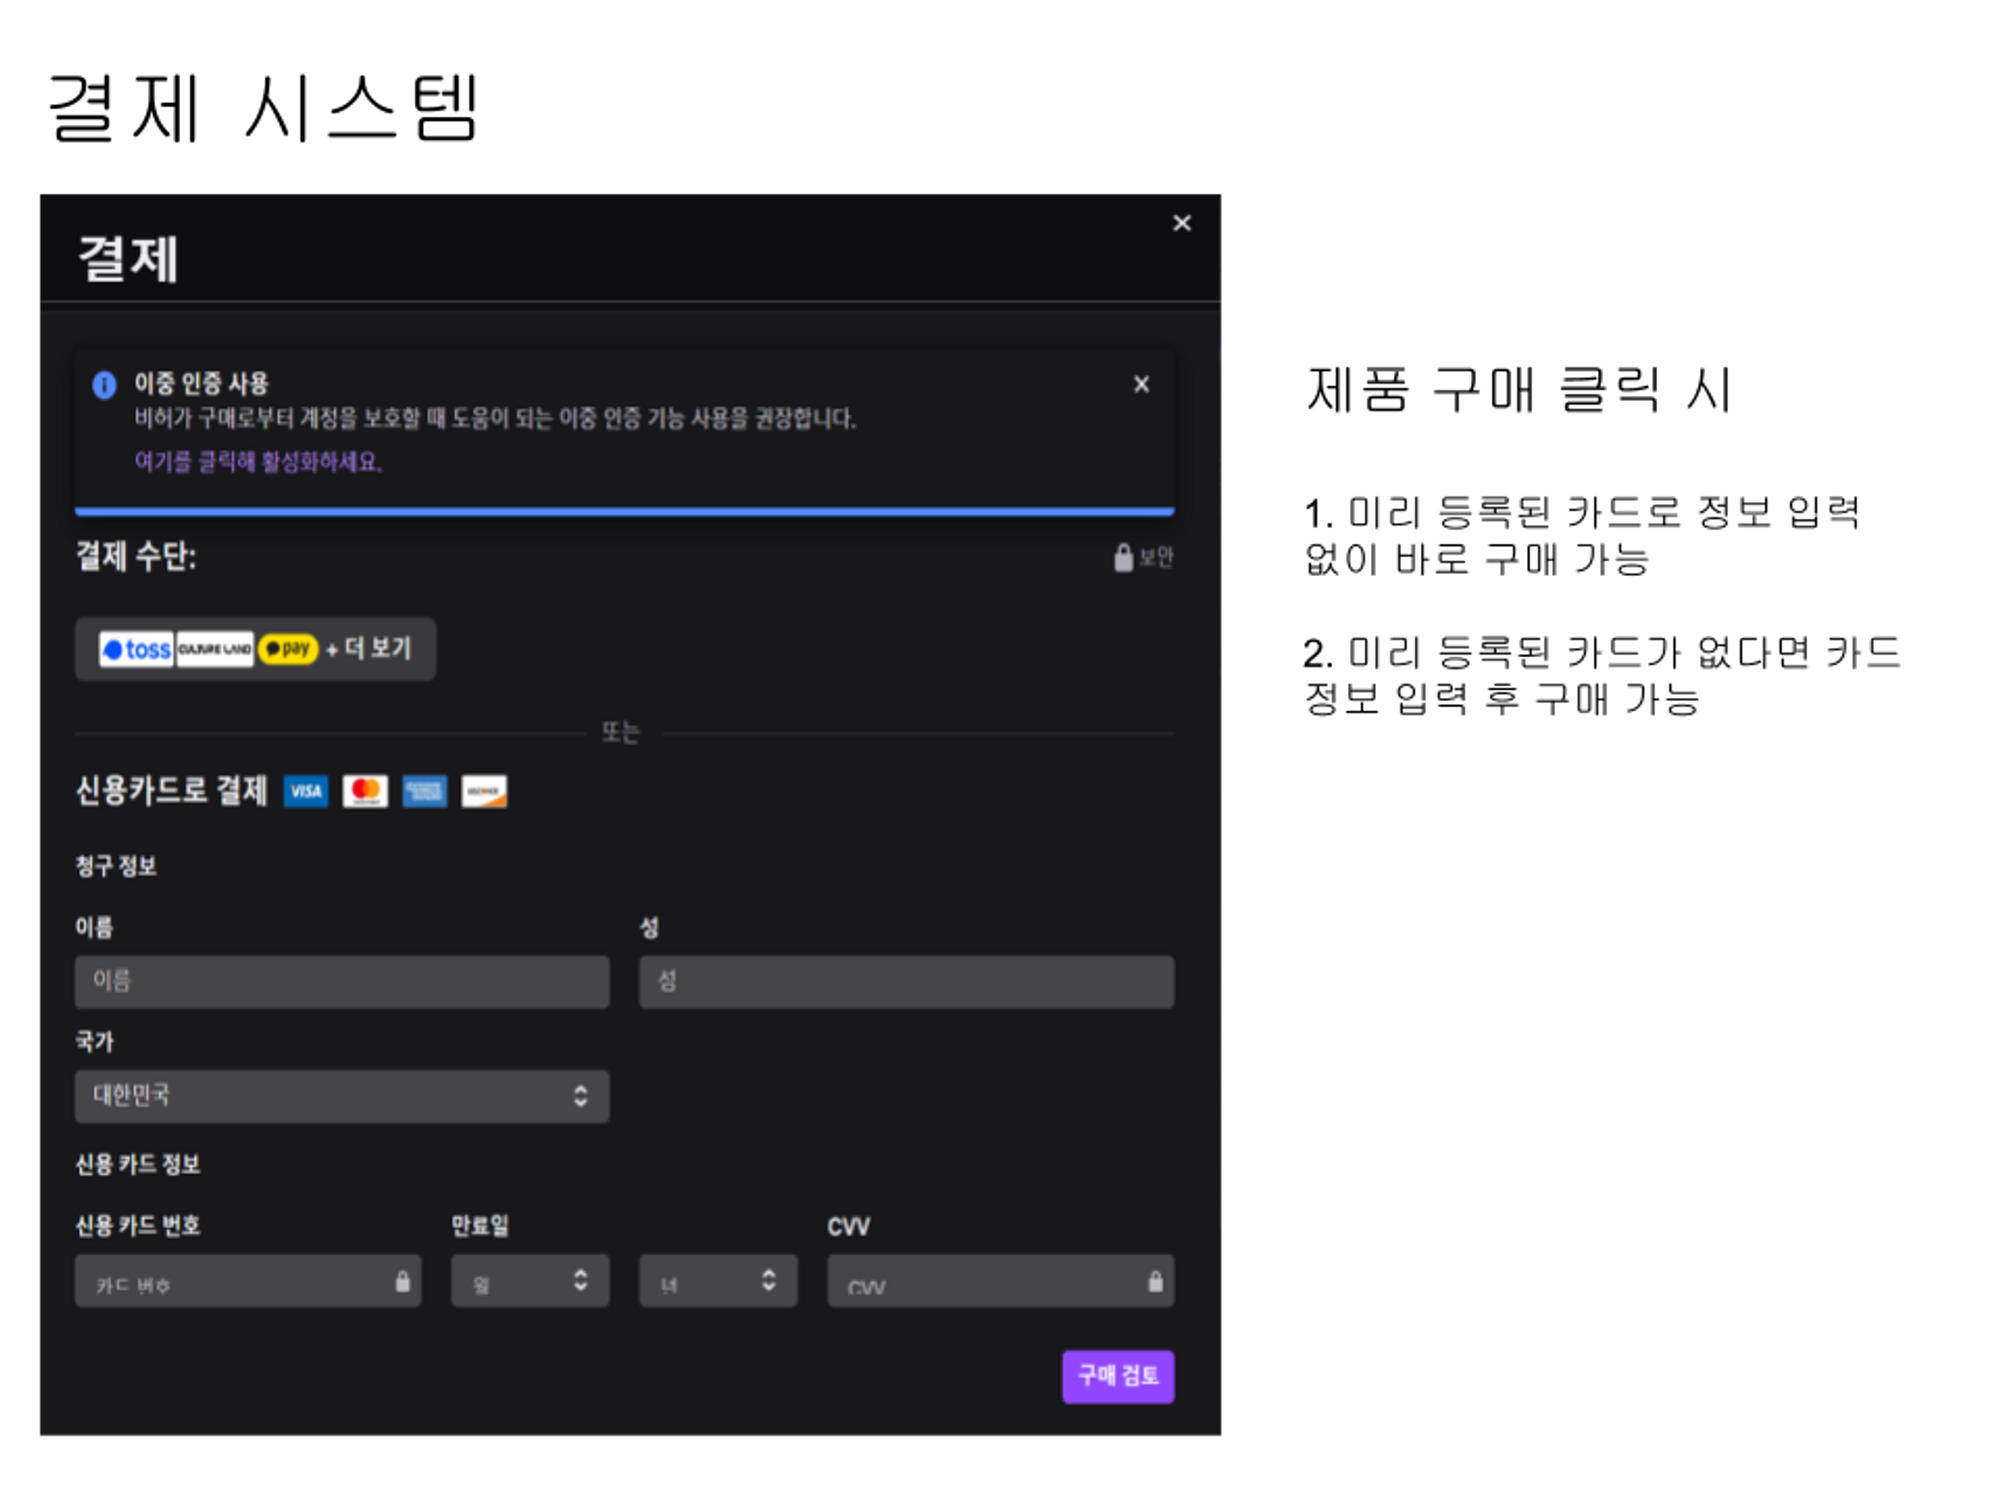 결제 시스템
결제
이중 인증 사용
비허가 구매로부터 계정을 보호할 때 도움이 되는 이중 인증 기능 사용을 권장합니다.
여기를 클릭해 활성화하세요.
결제 수단:
보안
toss CULTURE LAND pay + 더 보기
또는
신용카드로 결제 VISA
청구 정보
이름 성
이름 성
국가
대한민국
신용 카드 정보
신용 카드 번호 만료일 CVV
카드 번호 월 년 CVV
구매 검토
제품 구매 클릭 시
1. 미리 등록된 카드로 정보 입력
없이 바로 구매 가능
2. 미리 등록된 카드가 없다면 카드
정보 입력 후 구매 가능